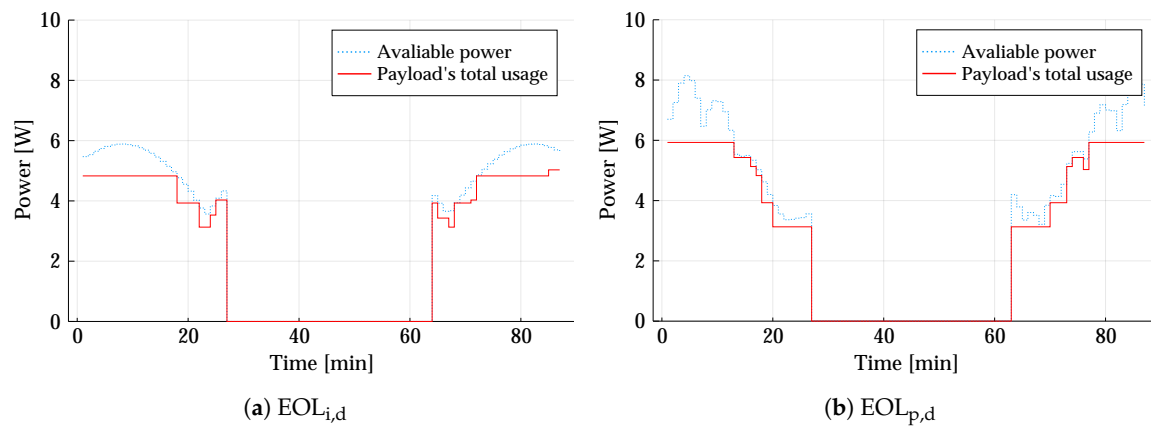 10
8
6
4
2
0
Power [W]
Avaliable power
Payload's total usage
0
20
40
60
80
Time [min]
(a) EOLi,d
10
8
6
4
2
0
Power [W]
Avaliable power
Payload's total usage
0
20
40
60
80
Time [min]
(b) EOLp,d